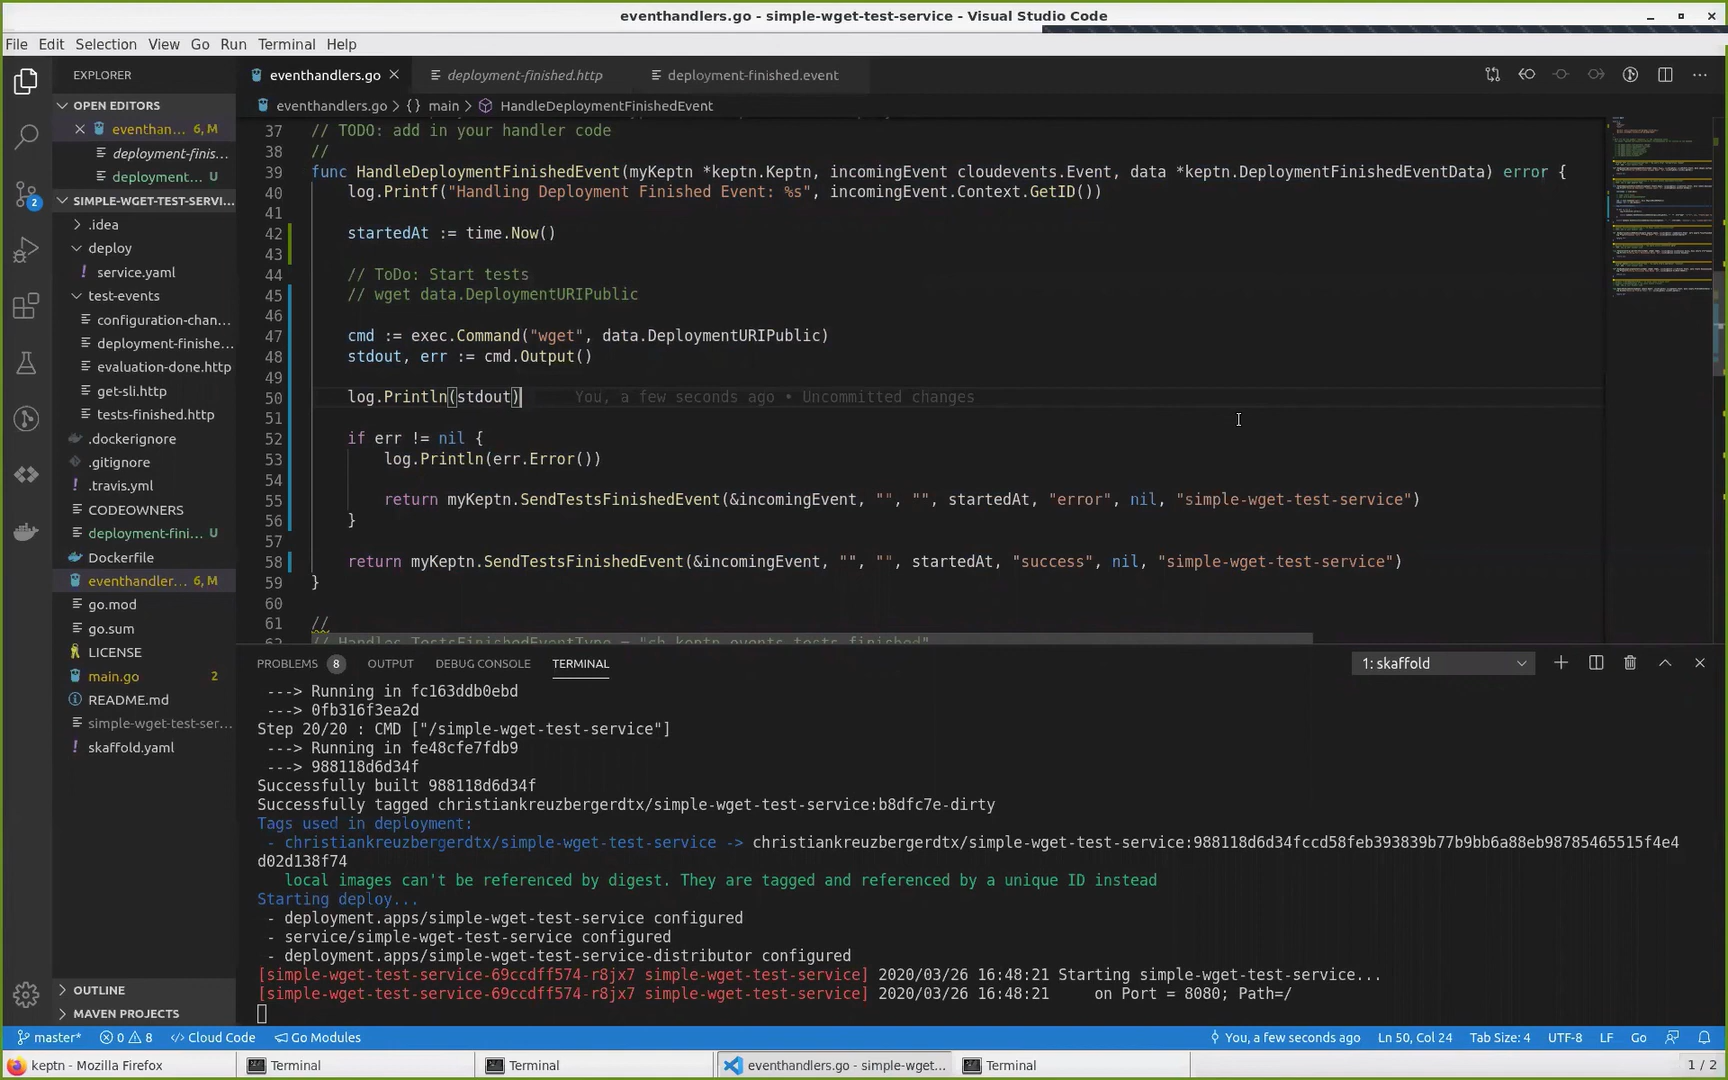 eventhandlers.go - simple-wget-test-service - Visual Studio Code
File Edit Selection View Go Run Terminal Help
EXPLORER
OPEN EDITORS
eventhan... 6, M
deployment-finis...
deployment... U
SIMPLE-WGET-TEST-SERVI...
.idea
deploy
service.yaml
test-events
configuration-chan...
deployment-finishe...
evaluation-done.http
get-sli.http
tests-finished.http
.dockerignore
.gitignore
.travis.yml
CODEOWNERS
deployment-fini... U
Dockerfile
eventhandler... 6, M
go.mod
go.sum
LICENSE
main.go 2
README.md
simple-wget-test-ser...
skaffold.yaml
OUTLINE
MAVEN PROJECTS
2
eventhandlers.go deployment-finished.http deployment-finished.event
eventhandlers.go > {} main > HandleDeploymentFinishedEvent
37 // TODO: add in your handler code
38 //
39 func HandleDeploymentFinishedEvent(myKeptn *keptn.Keptn, incomingEvent cloudevents.Event, data *keptn.DeploymentFinishedEventData) error {
40 log.Printf("Handling Deployment Finished Event: %s", incomingEvent.Context.GetID())
41
42 startedAt := time.Now()
43
44 // ToDo: Start tests
45 // wget data.DeploymentURIPublic
46
47 cmd := exec.Command("wget", data.DeploymentURIPublic)
48 stdout, err := cmd.Output()
49
50 log.Println(stdout) You, a few seconds ago • Uncommitted changes
51
52 if err != nil {
53 log.Println(err.Error())
54
55 return myKeptn.SendTestsFinishedEvent(&incomingEvent, "", "", startedAt, "error", nil, "simple-wget-test-service")
56 }
57
58 return myKeptn.SendTestsFinishedEvent(&incomingEvent, "", "", startedAt, "success", nil, "simple-wget-test-service")
59 }
60
61 //
62 // Handles TestsFinishedEventType = "sh.keptn.events.tests-finished"
PROBLEMS 8 OUTPUT DEBUG CONSOLE TERMINAL 1: skaffold
---> Running in fc163ddb0ebd
---> 0fb316f3ea2d
Step 20/20 : CMD ["/simple-wget-test-service"]
---> Running in fe48cfe7fdb9
---> 988118d6d34f
Successfully built 988118d6d34f
Successfully tagged christiankreuzbergerdtx/simple-wget-test-service:b8dfc7e-dirty
Tags used in deployment:
- christiankreuzbergerdtx/simple-wget-test-service -> christiankreuzbergerdtx/simple-wget-test-service:988118d6d34fccd58feb393839b77b9bb6a88eb98785465515f4e4
d02d138f74
local images can't be referenced by digest. They are tagged and referenced by a unique ID instead
Starting deploy...
- deployment.apps/simple-wget-test-service configured
- service/simple-wget-test-service configured
- deployment.apps/simple-wget-test-service-distributor configured
[simple-wget-test-service-69ccdff574-r8jx7 simple-wget-test-service] 2020/03/26 16:48:21 Starting simple-wget-test-service...
[simple-wget-test-service-69ccdff574-r8jx7 simple-wget-test-service] 2020/03/26 16:48:21 on Port = 8080; Path=/
master* 0 8 Cloud Code Go Modules You, a few seconds ago Ln 50, Col 24 Tab Size: 4 UTF-8 LF Go
keptn - Mozilla Firefox Terminal Terminal eventhandlers.go - simple-wget... Terminal 1 / 2